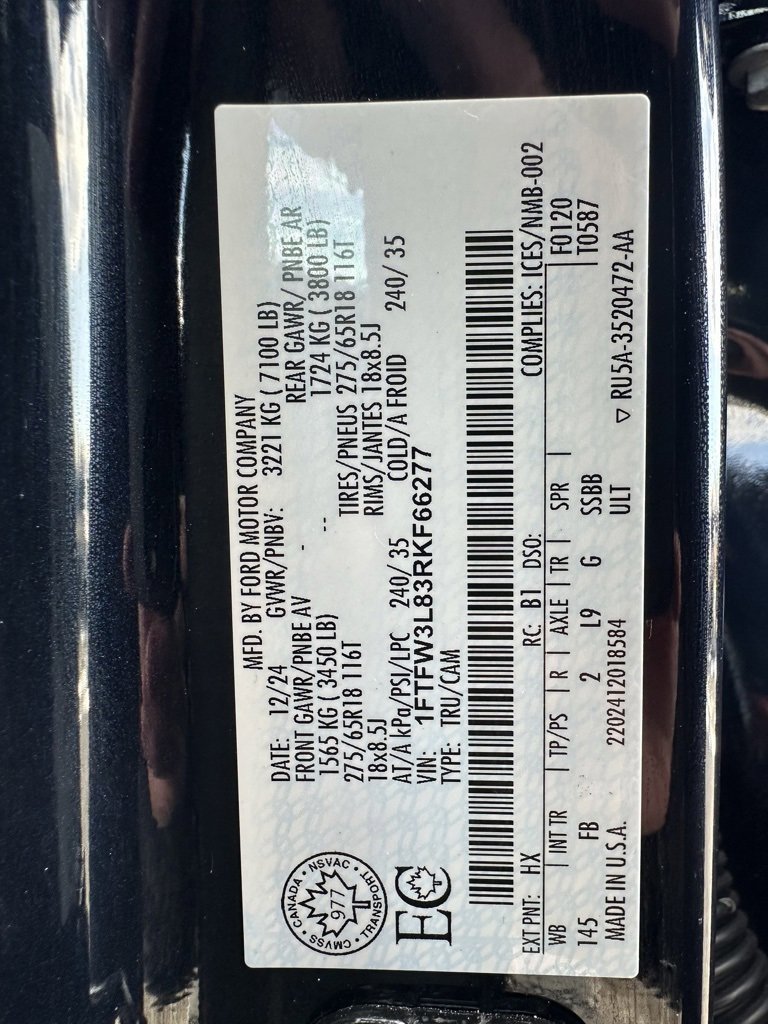 MFD. BY FORD MOTOR COMPANY
DATE: 12/24 GVWR/PNBV: 3221 KG ( 7100 LB)
FRONT GAWR/PNBE AV - REAR GAWR/ PNBE AR
1565 KG ( 3450 LB) -- 1724 KG ( 3800 LB)
275/65R18 116T TIRES/PNEUS 275/65R18 116T
18x8.5J RIMS/JANTES 18x8.5J
AT/A kPa/PSI/LPC 240/ 35 COLD/A FROID 240/ 35
VIN: 1FTFW3L83RKF66277
TYPE: TRU/CAM
CANADA • NSVAC • TRANSPORT • CMVSS •
977
EC
EXT PNT: HX RC: B1 DSO: COMPLIES: ICES/NMB-002
WB | INT TR | TP/PS | R | AXLE | TR | SPR | F0120
145 FB 2 L9 G SSBB T0587
MADE IN U.S.A. 2202412018584 ULT ▽ RU5A-3520472-AA